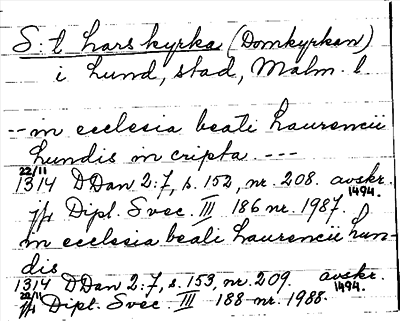 S:t Lars kyrka (Domkyrkan)
i Lund, stad, Malm. l
-- in ecclesia beati Laurencii
Lundis in cripta. ---
22/11
1314 DDan 2:7, s. 152, nr. 208. avskr. 1494.
jfr Dipl. Svec. III 186 nr. 1987.
in ecclesia beati Laurencii Lun-
dis
1314 DDan 2:7, s. 153, nr. 209. avskr. 1494.
22/11 jfr Dipl. Svec. III 188 nr. 1988.